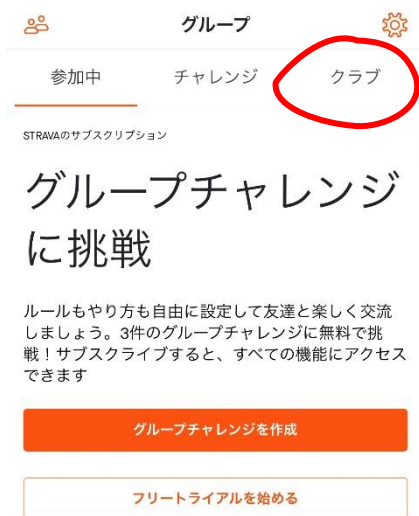 グループ
参加中 チャレンジ クラブ
STRAVAのサブスクリプション
グループチャレンジ
に挑戦
ルールもやり方も自由に設定して友達と楽しく交流
しましょう。3件のグループチャレンジに無料で挑
戦！サブスクライブすると、すべての機能にアクセス
できます
グループチャレンジを作成
フリートライアルを始める